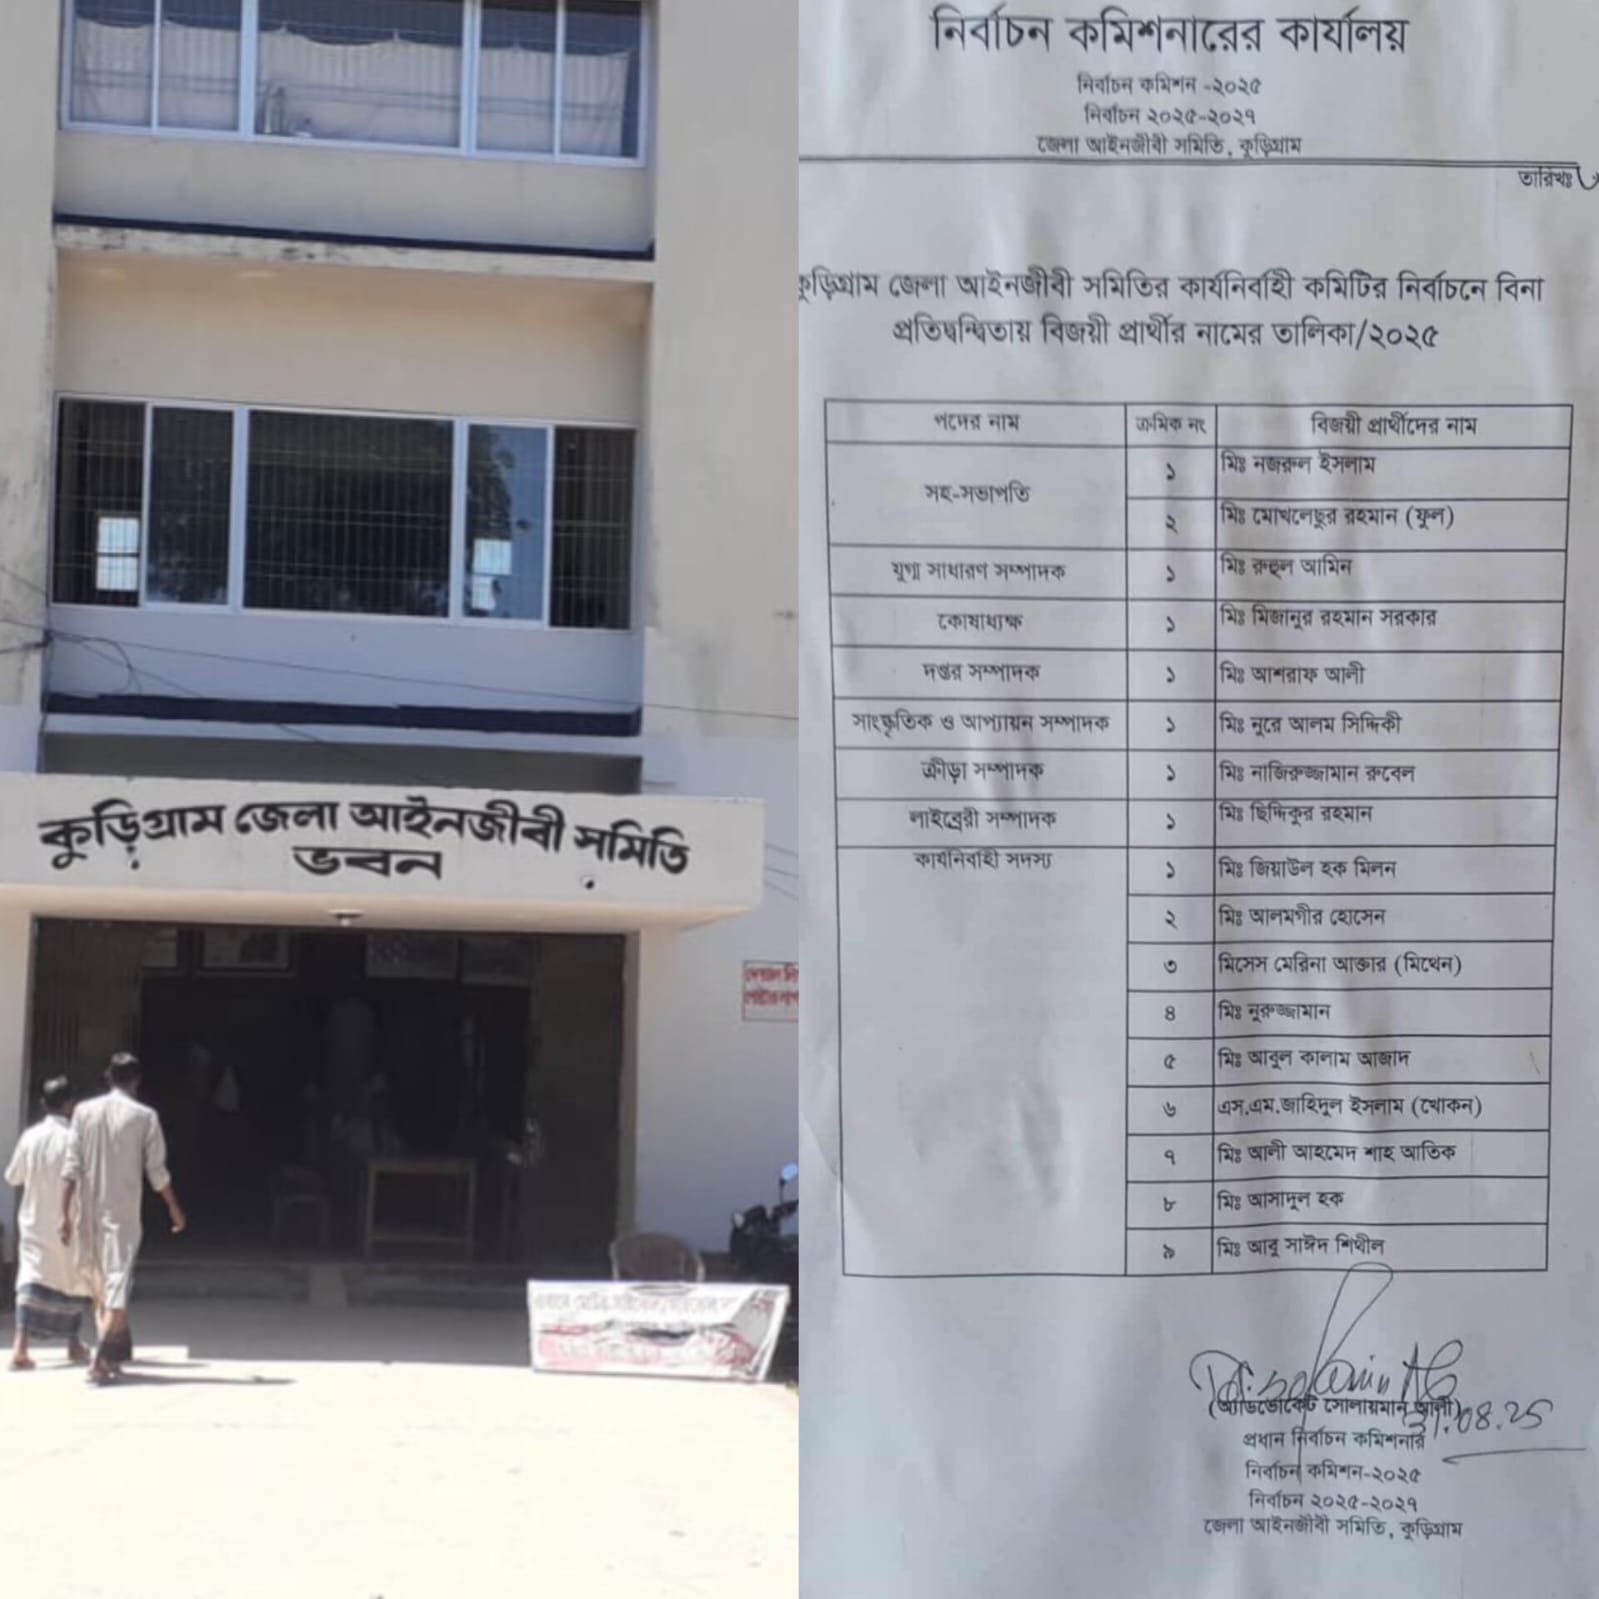 কুড়িগ্রাম জেলা আইনজীবী সমিতি
ভবন
নির্বাচন কমিশনারের কার্যালয়
নির্বাচন কমিশন -২০২৫
নির্বাচন ২০২৫-২০২৭
জেলা আইনজীবী সমিতি, কুড়িগ্রাম
তারিখঃ
কুড়িগ্রাম জেলা আইনজীবী সমিতির কার্যনির্বাহী কমিটির নির্বাচনে বিনা
প্রতিদ্বন্দ্বিতায় বিজয়ী প্রার্থীর নামের তালিকা/২০২৫
পদের নাম ক্রমিক নং বিজয়ী প্রার্থীদের নাম
সহ-সভাপতি ১ মিঃ নজরুল ইসলাম
২ মিঃ মোখলেছুর রহমান (ফুল)
যুগ্ম সাধারণ সম্পাদক ১ মিঃ রুহুল আমিন
কোষাধ্যক্ষ ১ মিঃ মিজানুর রহমান সরকার
দপ্তর সম্পাদক ১ মিঃ আশরাফ আলী
সাংস্কৃতিক ও আপ্যায়ন সম্পাদক ১ মিঃ নুরে আলম সিদ্দিকী
ক্রীড়া সম্পাদক ১ মিঃ নাজিরুজ্জামান রুবেল
লাইব্রেরী সম্পাদক ১ মিঃ ছিদ্দিকুর রহমান
কার্যনির্বাহী সদস্য ১ মিঃ জিয়াউল হক মিলন
২ মিঃ আলমগীর হোসেন
৩ মিসেস মেরিনা আক্তার (মিথেন)
৪ মিঃ নুরুজ্জামান
৫ মিঃ আবুল কালাম আজাদ
৬ এস.এম.জাহিদুল ইসলাম (খোকন)
৭ মিঃ আলী আহমেদ শাহ আতিক
৮ মিঃ আসাদুল হক
৯ মিঃ আবু সাঈদ শিথীল
(অ্যাডভোকেট সোলায়মান আলী)
31.08.25
প্রধান নির্বাচন কমিশনার
নির্বাচন কমিশন-২০২৫
নির্বাচন ২০২৫-২০২৭
জেলা আইনজীবী সমিতি, কুড়িগ্রাম